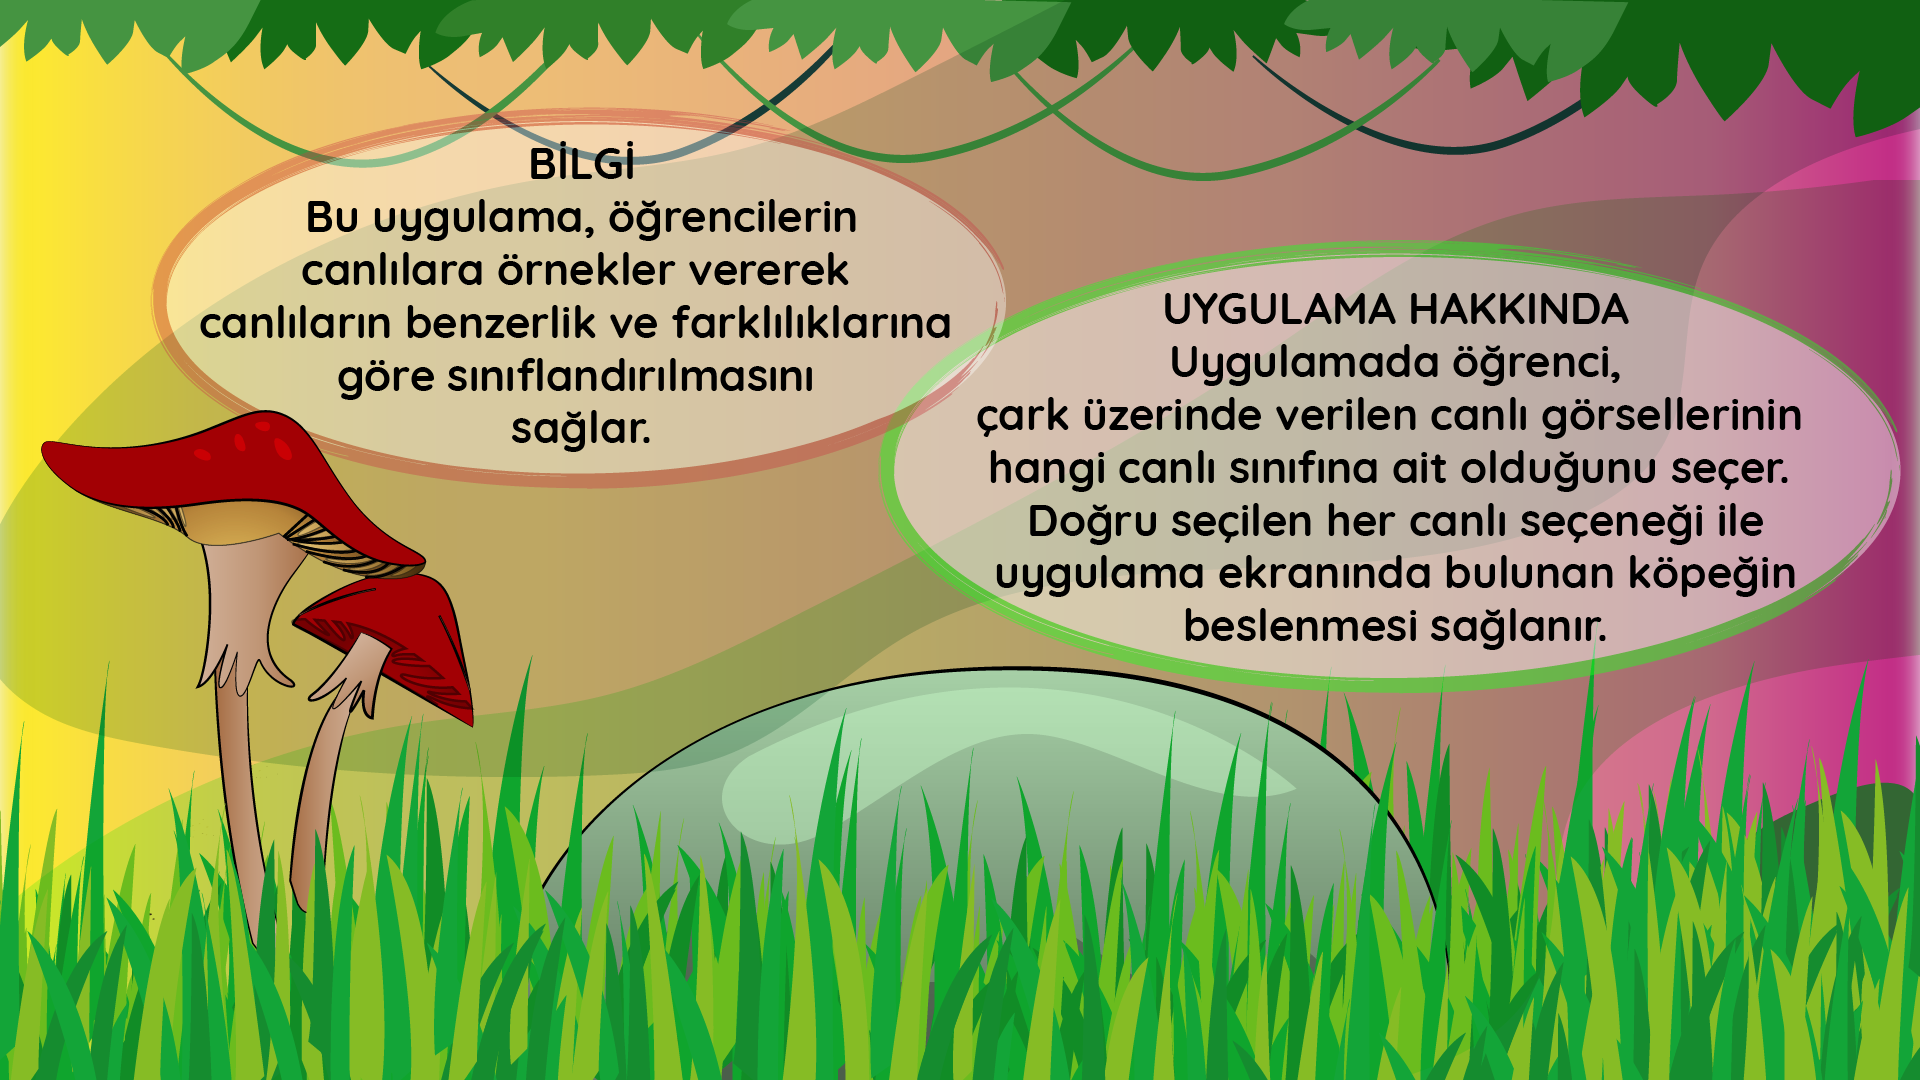 BİLGİ
Bu uygulama, öğrencilerin
canlılara örnekler vererek
canlıların benzerlik ve farklılıklarına
göre sınıflandırılmasını
sağlar.
UYGULAMA HAKKINDA
Uygulamada öğrenci,
çark üzerinde verilen canlı görsellerinin
hangi canlı sınıfına ait olduğunu seçer.
Doğru seçilen her canlı seçeneği ile
uygulama ekranında bulunan köpeğin
beslenmesi sağlanır.